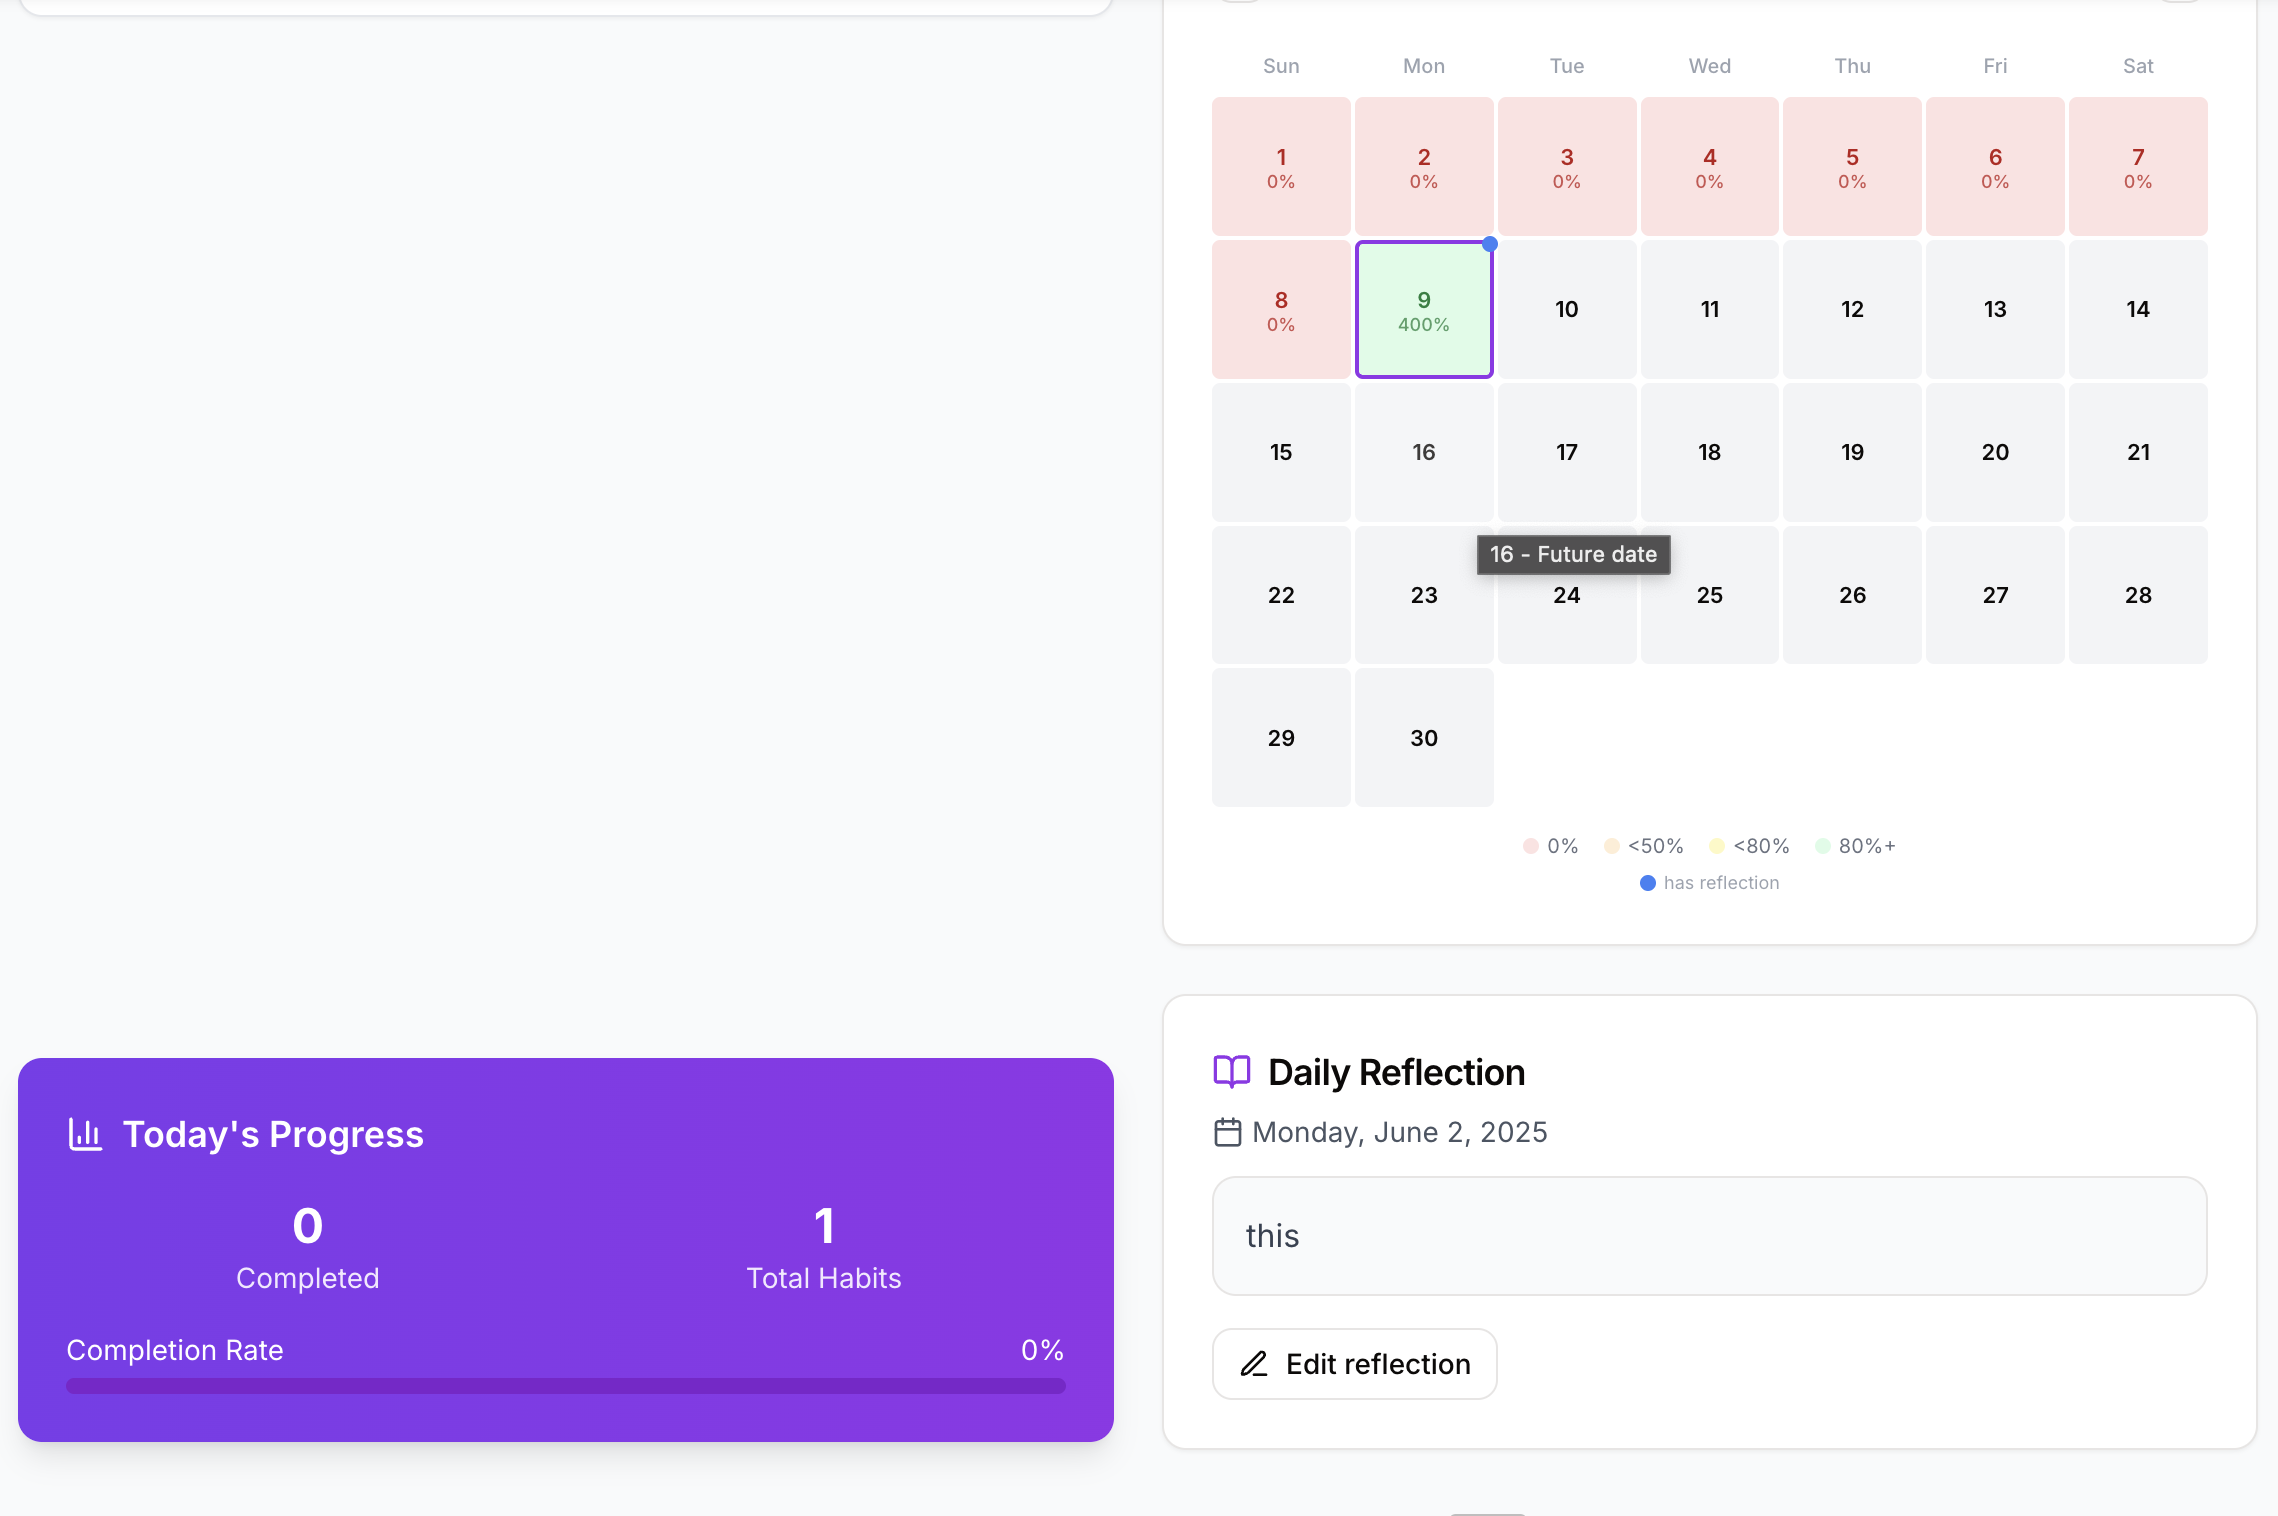 Sun Mon Tue Wed Thu Fri Sat
1 2 3 4 5 6 7
0% 0% 0% 0% 0% 0% 0%
8 9 10 11 12 13 14
0% 400%
15 16 17 18 19 20 21
16 - Future date
22 23 24 25 26 27 28
29 30
0% <50% <80% 80%+
has reflection
Today's Progress
0 1
Completed Total Habits
Completion Rate 0%
Daily Reflection
Monday, June 2, 2025
this
Edit reflection